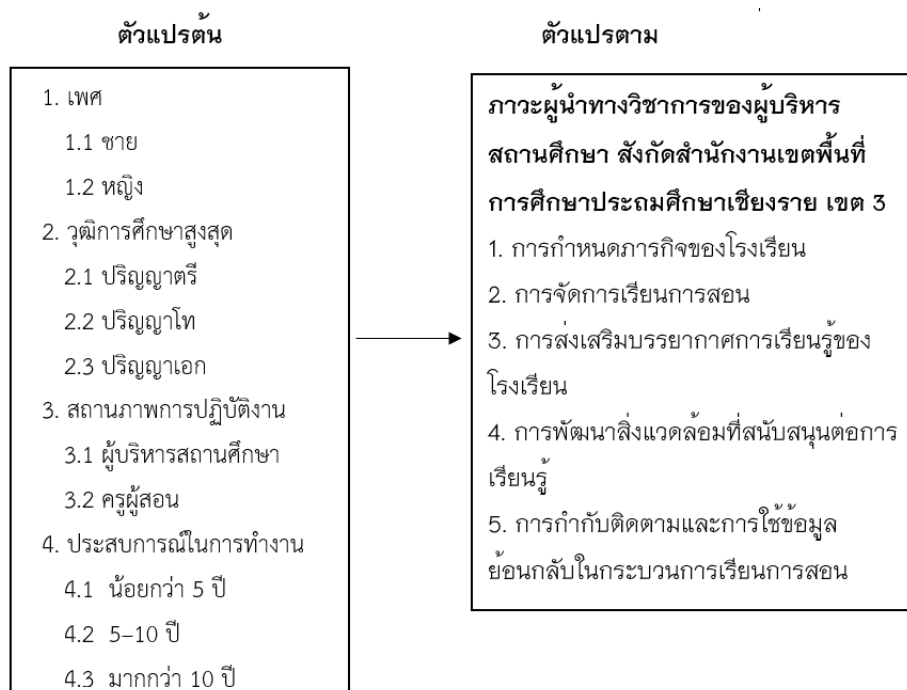 ตัวแปรต้น
1. เพศ
1.1 ชาย
1.2 หญิง
2. วุฒิการศึกษาสูงสุด
2.1 ปริญญาตรี
2.2 ปริญญาโท
2.3 ปริญญาเอก
3. สถานภาพการปฏิบัติงาน
3.1 ผู้บริหารสถานศึกษา
3.2 ครูผู้สอน
4. ประสบการณ์ในการทำงาน
4.1 น้อยกว่า 5 ปี
4.2 5–10 ปี
4.3 มากกว่า 10 ปี
ตัวแปรตาม
ภาวะผู้นำทางวิชาการของผู้บริหาร
สถานศึกษา สังกัดสำนักงานเขตพื้นที่
การศึกษาประถมศึกษาเชียงราย เขต 3
1. การกำหนดภารกิจของโรงเรียน
2. การจัดการเรียนการสอน
3. การส่งเสริมบรรยากาศการเรียนรู้ของ
โรงเรียน
4. การพัฒนาสิ่งแวดล้อมที่สนับสนุนต่อการ
เรียนรู้
5. การกำกับติดตามและการใช้ข้อมูล
ย้อนกลับในกระบวนการเรียนการสอน